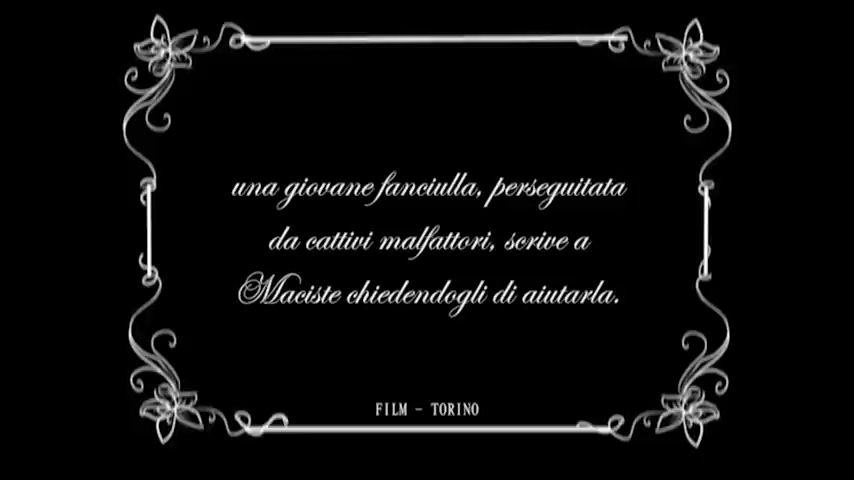 una giovane fanciulla, perseguitata
da cattivi malfattori, scrive a
Maciste chiedendogli di aiutarla.
FILM - TORINO